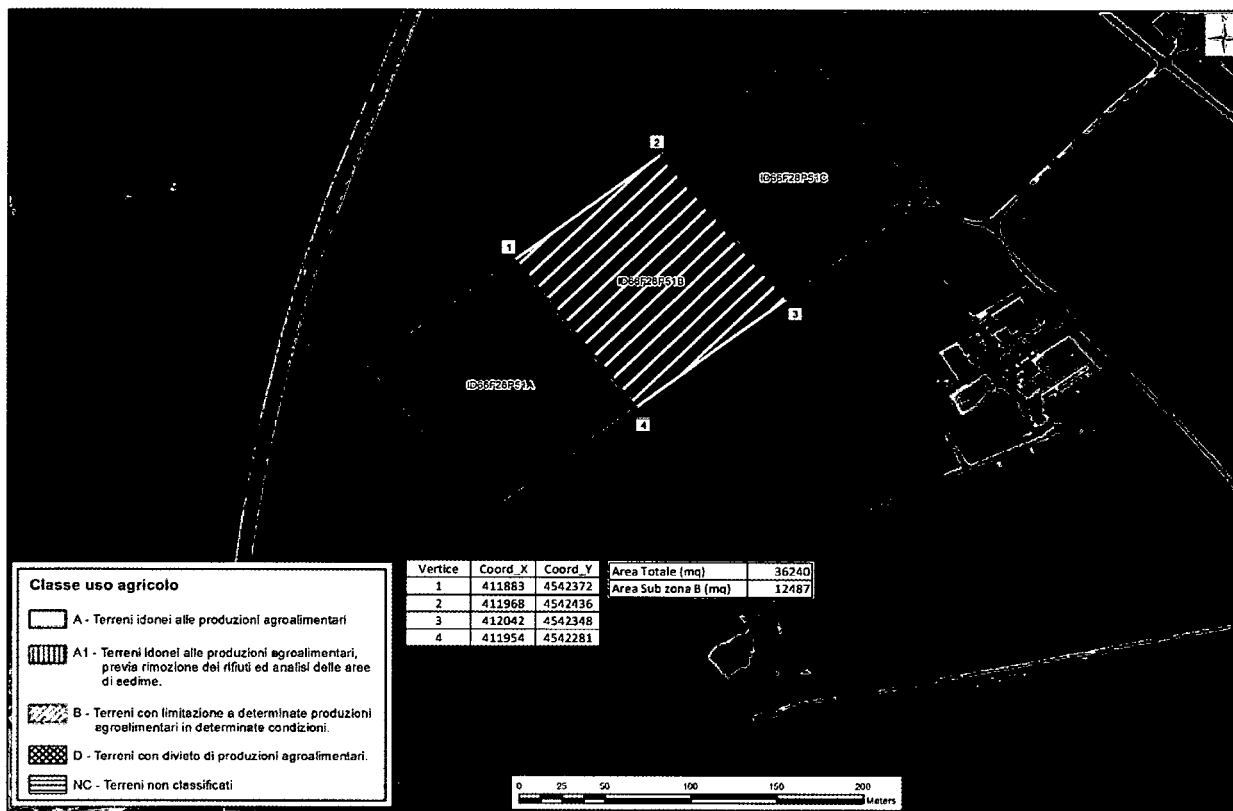 2
ID66F28P51C
1
ID66F28P51B
3
ID66F28P51A
4
Classe uso agricolo
A - Terreni idonei alle produzioni agroalimentari
A1 - Terreni idonei alle produzioni agroalimentari,
previa rimozione dei rifiuti ed analisi delle aree
di sedime.
B - Terreni con limitazione a determinate produzioni
agroalimentari in determinate condizioni.
D - Terreni con divieto di produzioni agroalimentari.
NC - Terreni non classificati
Vertice Coord_X Coord_Y
1 411883 4542372
2 411968 4542436
3 412042 4542348
4 411954 4542281
Area Totale (mq) 36240
Area Sub zona B (mq) 12487
0 25 50 100 150 200
Meters